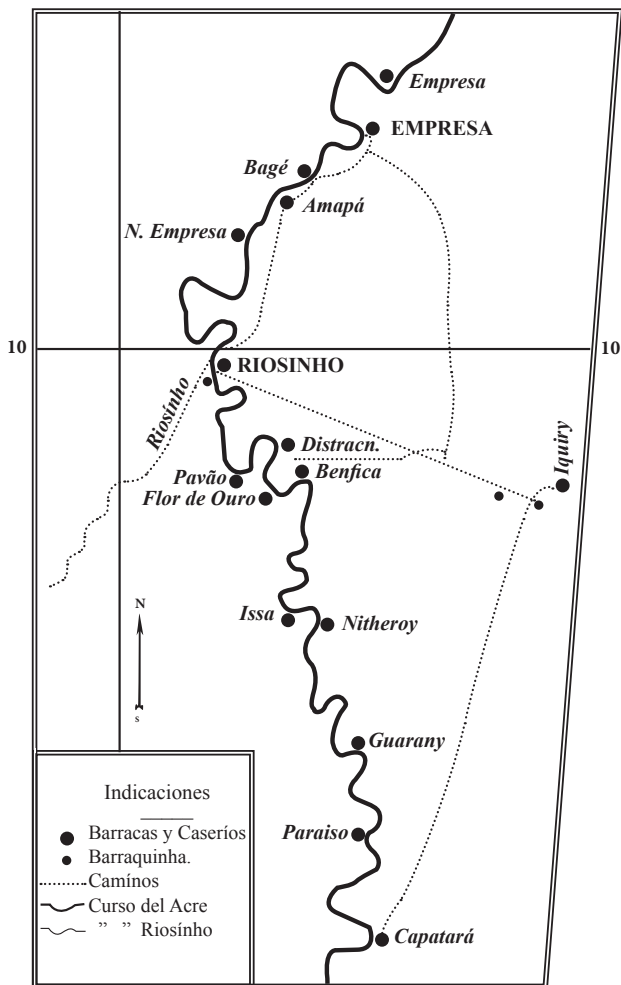 Empresa
EMPRESA
Bagé
Amapá
N. Empresa
10
10
RIOSINHO
Riosínho
Distracn.
Iquiry
Benfica
Pavão
Flor de Ouro
N
Issa
Nitheroy
s
Guarany
Indicaciones
Barracas y Caseríos
Paraiso
Barraquinha.
Camínos
Curso del Acre
” ” Riosínho
Capatará